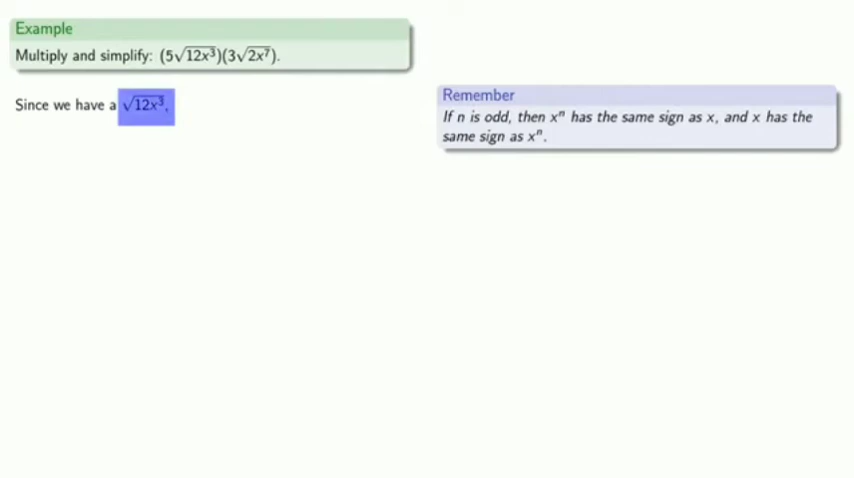 Example
Multiply and simplify: (5√12x³)(3√2x⁷).
Since we have a √12x³,
Remember
If n is odd, then xⁿ has the same sign as x, and x has the
same sign as xⁿ.